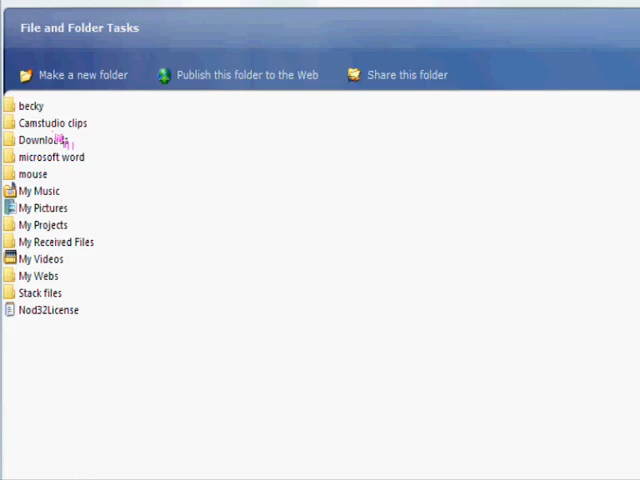 File and Folder Tasks
Make a new folder Publish this folder to the Web Share this folder
becky
Camstudio clips
Downloads
microsoft word
mouse
My Music
My Pictures
My Projects
My Received Files
My Videos
My Webs
Stack files
Nod32License